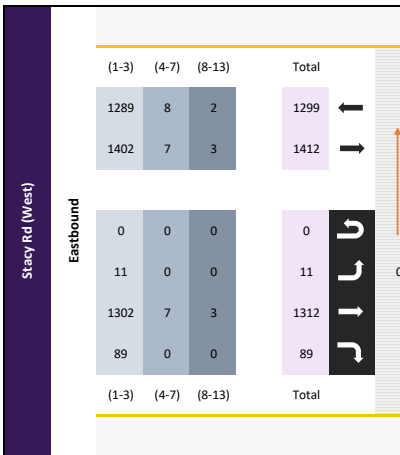 Stacy Rd (West)
Eastbound
(1-3) (4-7) (8-13) Total
1289 8 2 1299
1402 7 3 1412
0 0 0 0
11 0 0 11
1302 7 3 1312
89 0 0 89
(1-3) (4-7) (8-13) Total